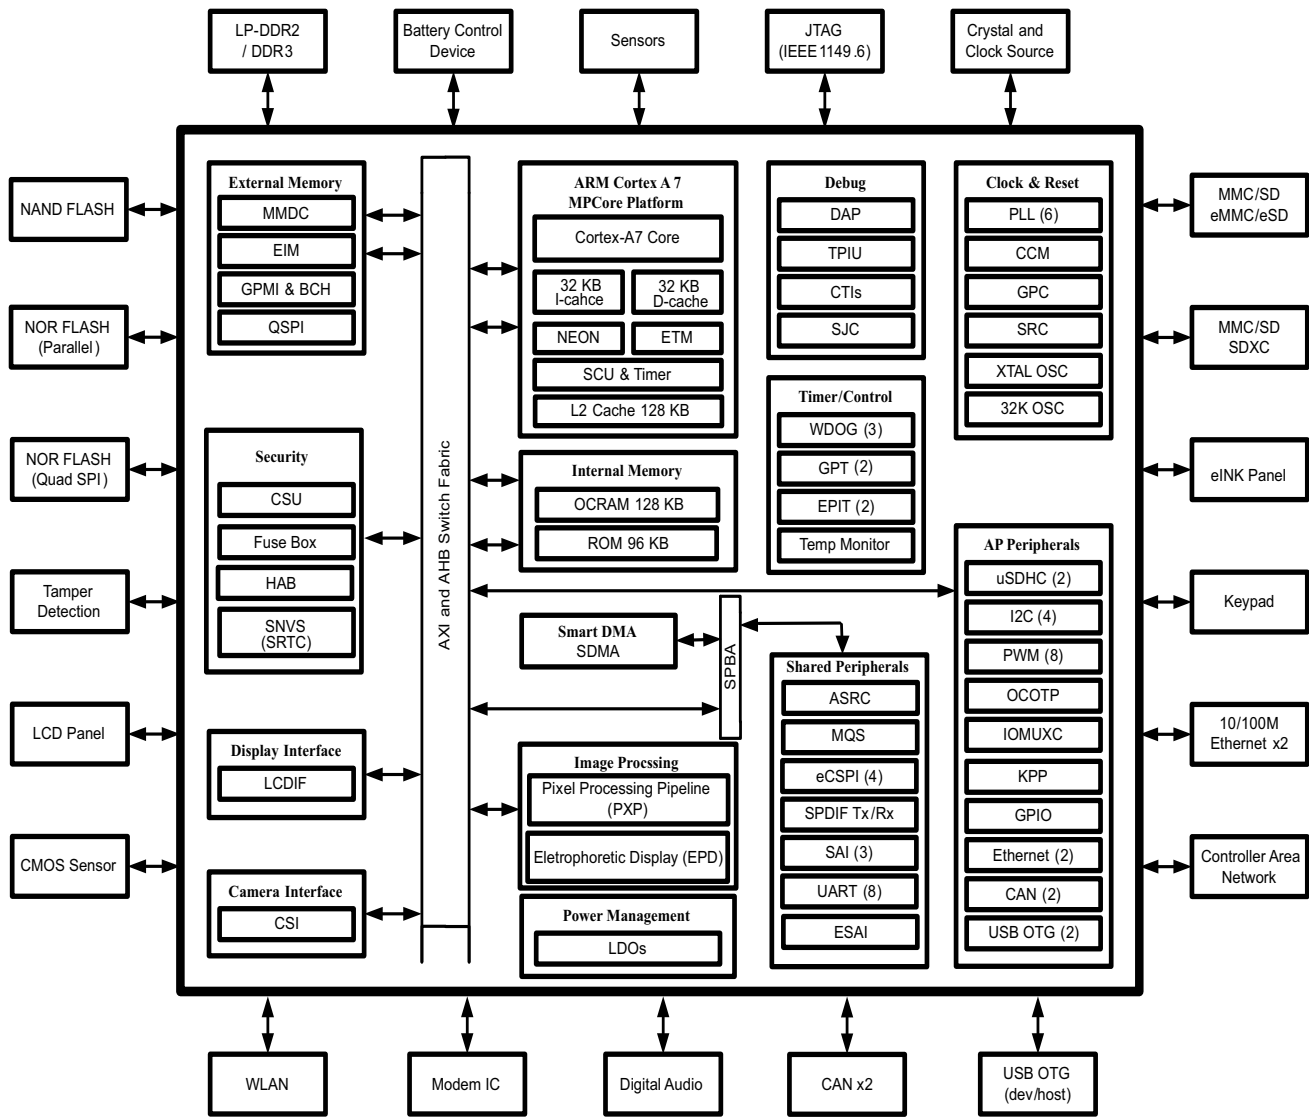 LP-DDR2
/ DDR3
Battery Control
Device
Sensors
JTAG
(IEEE 1149.6)
Crystal and
Clock Source
NAND FLASH
NOR FLASH
(Parallel)
NOR FLASH
(Quad SPI)
Tamper
Detection
LCD Panel
CMOS Sensor
External Memory
MMDC
EIM
GPMI & BCH
QSPI
Security
CSU
Fuse Box
HAB
SNVS
(SRTC)
Display Interface
LCDIF
Camera Interface
CSI
AXI and AHB Switch Fabric
ARM Cortex A 7
MPCore Platform
Cortex-A7 Core
32 KB
I-cahce
32 KB
D-cache
NEON
ETM
SCU & Timer
L2 Cache 128 KB
Internal Memory
OCRAM 128 KB
ROM 96 KB
Smart DMA
SDMA
SPBA
Image Procssing
Pixel Processing Pipeline
(PXP)
Eletrophoretic Display (EPD)
Power Management
LDOs
Debug
DAP
TPIU
CTIs
SJC
Timer/Control
WDOG (3)
GPT (2)
EPIT (2)
Temp Monitor
Shared Peripherals
ASRC
MQS
eCSPI (4)
SPDIF Tx/Rx
SAI (3)
UART (8)
ESAI
Clock & Reset
PLL (6)
CCM
GPC
SRC
XTAL OSC
32K OSC
AP Peripherals
uSDHC (2)
I2C (4)
PWM (8)
OCOTP
IOMUXC
KPP
GPIO
Ethernet (2)
CAN (2)
USB OTG (2)
MMC/SD
eMMC/eSD
MMC/SD
SDXC
eINK Panel
Keypad
10/100M
Ethernet x2
Controller Area
Network
WLAN
Modem IC
Digital Audio
CAN x2
USB OTG
(dev/host)